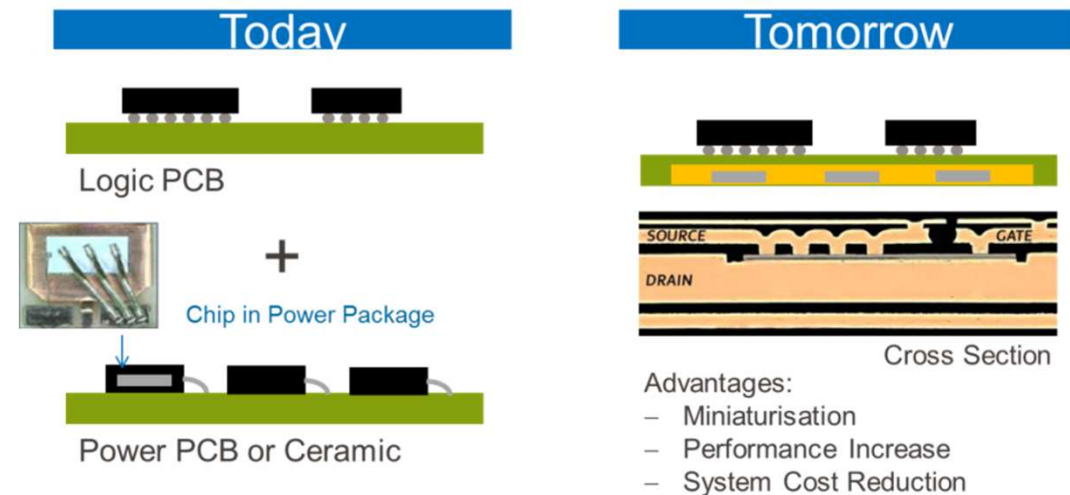 Today
Logic PCB
+
Chip in Power Package
Power PCB or Ceramic
Tomorrow
SOURCE GATE
DRAIN
Cross Section
Advantages:
– Miniaturisation
– Performance Increase
– System Cost Reduction